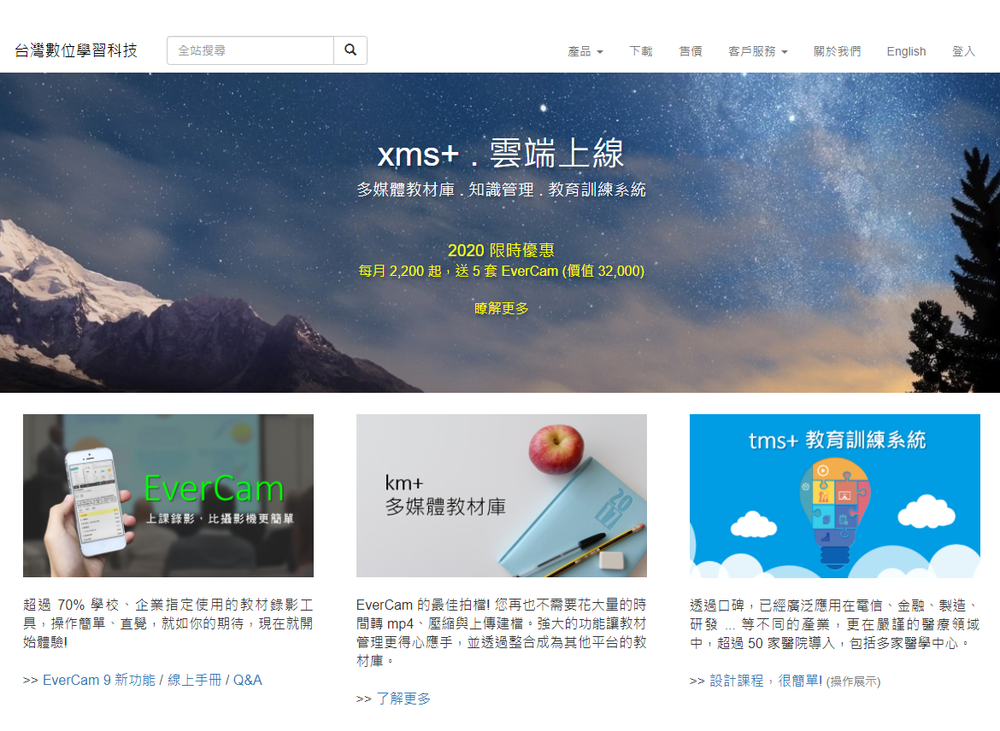 台灣數位學習科技
全站搜尋
產品
下載
售價
客戶服務
關於我們
English
登入
xms+ . 雲端上線
多媒體教材庫 . 知識管理 . 教育訓練系統
2020 限時優惠
每月 2,200 起，送 5 套 EverCam (價值 32,000)
瞭解更多
EverCam
上課錄影，比攝影機更簡單
km+
多媒體教材庫
2017
tms+ 教育訓練系統
超過 70% 學校、企業指定使用的教材錄影工
具，操作簡單、直覺，就如你的期待，現在就開
始體驗!
>> EverCam 9 新功能 / 線上手冊 / Q&A
EverCam 的最佳拍檔! 您再也不需要花大量的時
間轉 mp4、壓縮與上傳建檔。強大的功能讓教材
管理更得心應手，並透過整合成為其他平台的教
材庫。
>> 了解更多
透過口碑，已經廣泛應用在電信、金融、製造、
研發 ... 等不同的產業，更在嚴謹的醫療領域
中，超過 50 家醫院導入，包括多家醫學中心。
>> 設計課程，很簡單! (操作展示)